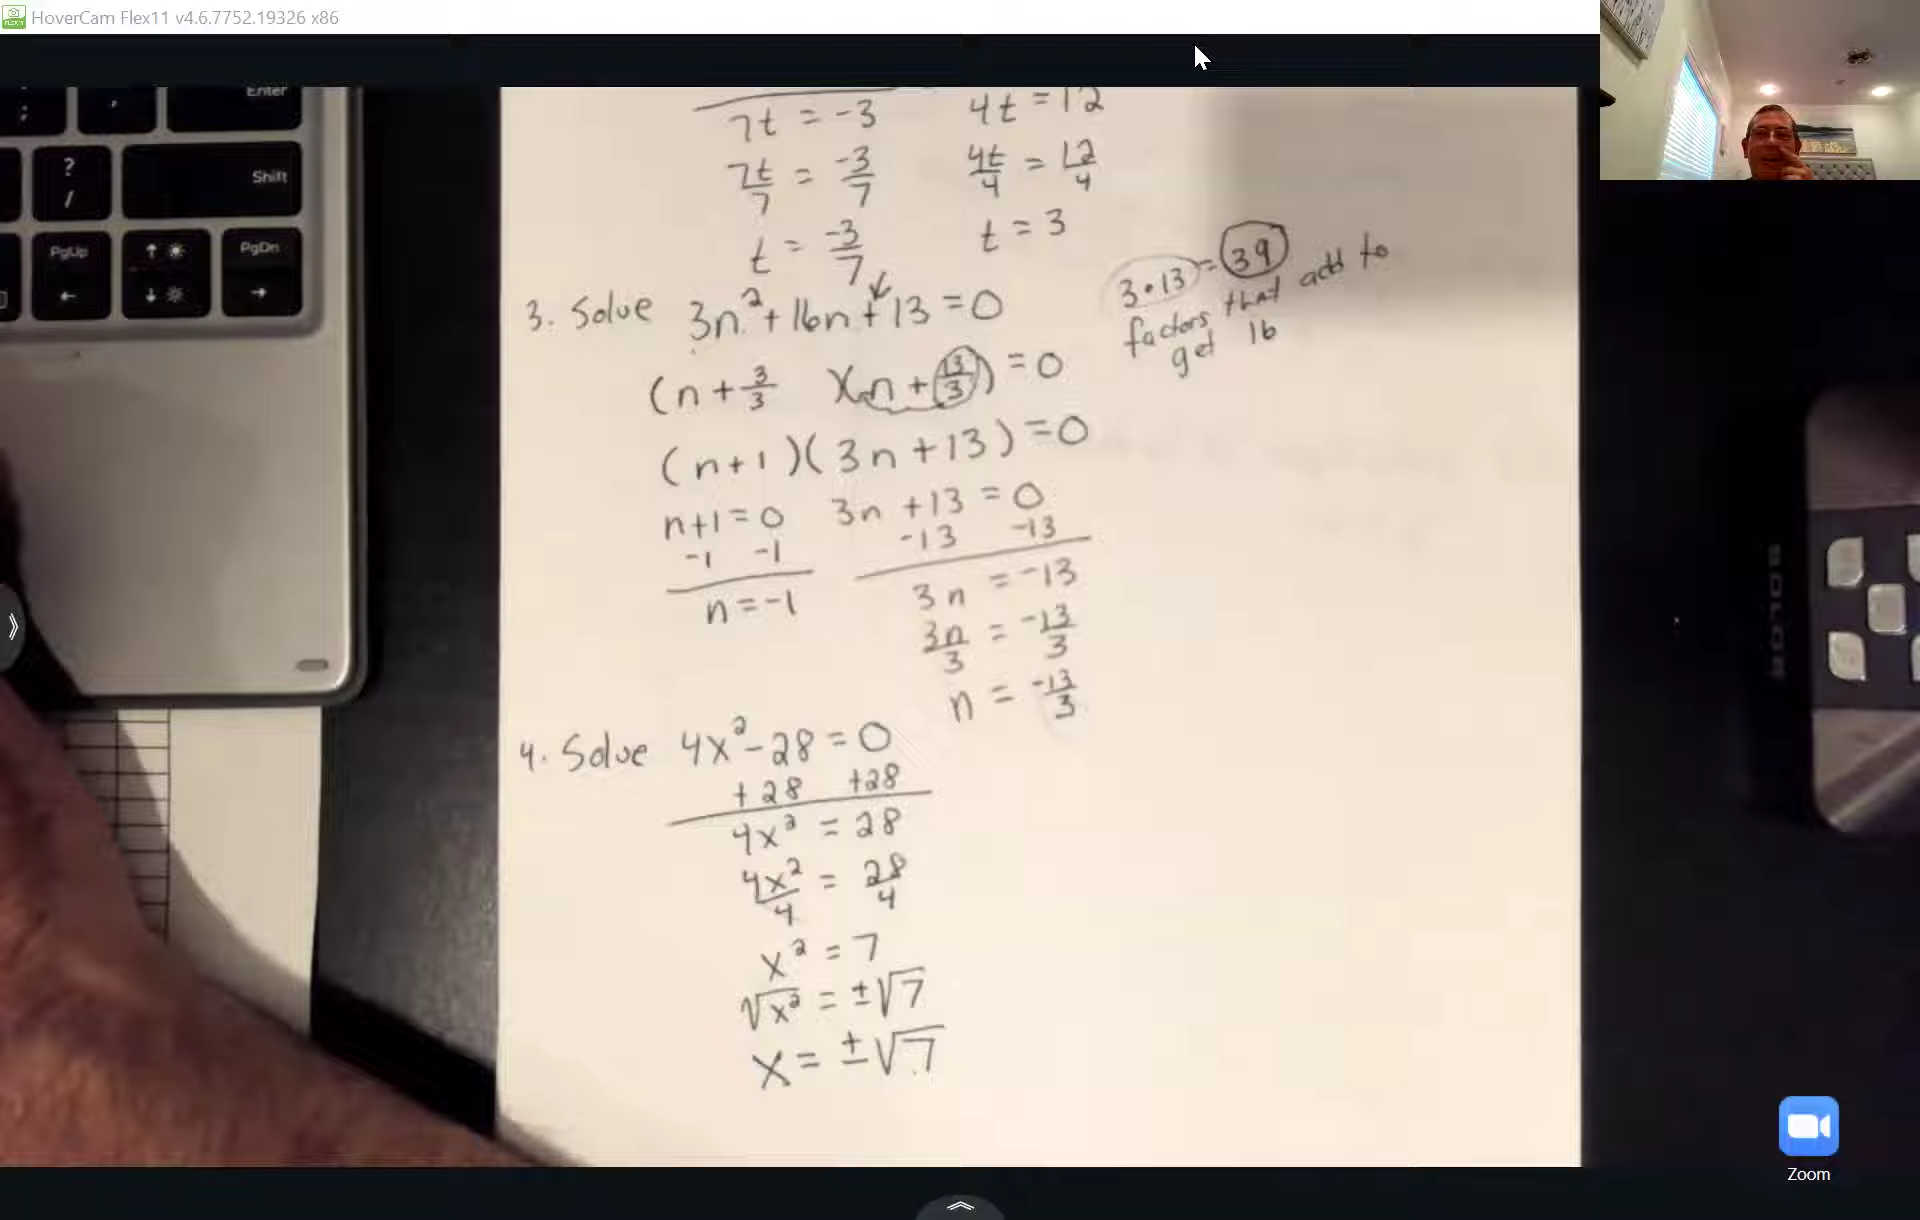 HoverCam Flex11 v4.6.7752.19326 x86
Enter
? /
Shift
PgUp
PgDn
7t = -3
7t/7 = -3/7
t = -3/7
4t = 12
4t/4 = 12/4
t = 3
3. Solve 3n² + 16n + 13 = 0
(n + 3/3 )(n + 13/3) = 0
(n+1)(3n+13) = 0
n+1 = 0
-1 -1
n = -1
3n + 13 = 0
-13 -13
3n = -13
3n/3 = -13/3
n = -13/3
3•13 = 39
factors that add to
get 16
4. Solve 4x² - 28 = 0
+28 +28
4x² = 28
4x²/4 = 28/4
x² = 7
√x² = ±√7
x = ±√7
BOLOR
Zoom